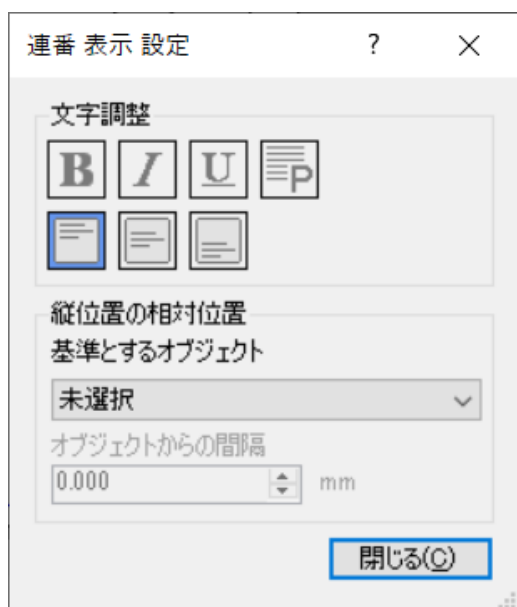 連番 表示 設定 ?
文字調整
B I U P
縦位置の相対位置
基準とするオブジェクト
未選択
オブジェクトからの間隔
0.000 mm
閉じる(C)